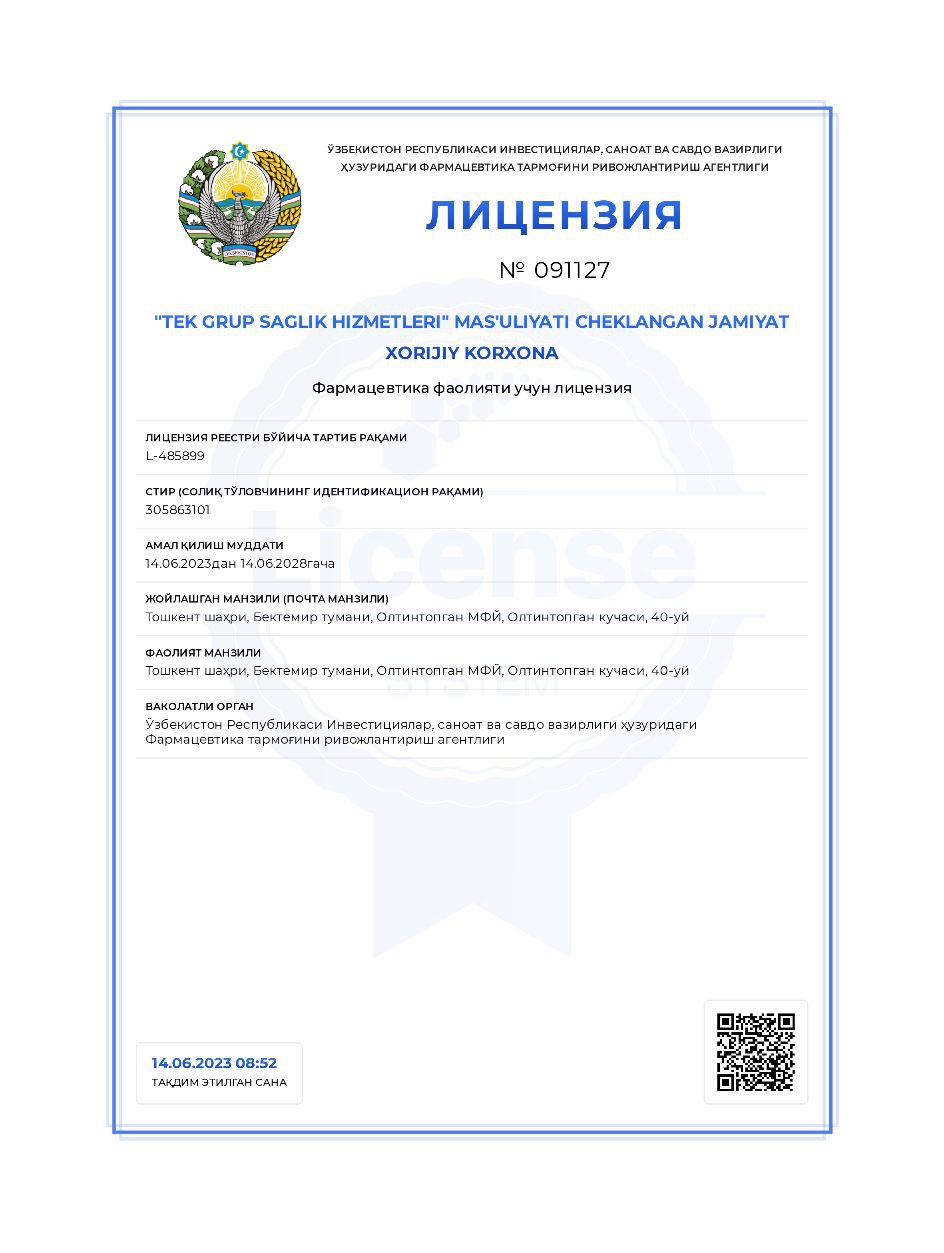 ЎЗБЕКИСТОН РЕСПУБЛИКАСИ ИНВЕСТИЦИЯЛАР, САНОАТ ВА САВДО ВАЗИРЛИГИ
ҲУЗУРИДАГИ ФАРМАЦЕВТИКА ТАРМОҒИНИ РИВОЖЛАНТИРИШ АГЕНТЛИГИ
ЛИЦЕНЗИЯ
№ 091127
"TEK GRUP SAGLIK HIZMETLERI" MAS'ULIYATI CHEKLANGAN JAMIYAT
XORIJIY KORXONA
Фармацевтика фаолияти учун лицензия
ЛИЦЕНЗИЯ РЕЕСТРИ БЎЙИЧА ТАРТИБ РАҚАМИ
L-485899
СТИР (СОЛИҚ ТЎЛОВЧИНИНГ ИДЕНТИФИКАЦИОН РАҚАМИ)
305863101
АМАЛ ҚИЛИШ МУДДАТИ
14.06.2023дан 14.06.2028гача
License
ЖОЙЛАШГАН МАНЗИЛИ (ПОЧТА МАНЗИЛИ)
Тошкент шаҳри, Бектемир тумани, Олтинтопган МФЙ, Олтинтопган кучаси, 40-уй
ФАОЛИЯТ МАНЗИЛИ
Тошкент шаҳри, Бектемир тумани, Олтинтопган МФЙ, Олтинтопган кучаси, 40-уй
SYSTEM
ВАКОЛАТЛИ ОРГАН
Ўзбекистон Республикаси Инвестициялар, саноат ва савдо вазирлиги ҳузуридаги
Фармацевтика тармоғини ривожлантириш агентлиги
14.06.2023 08:52
ТАҚДИМ ЭТИЛГАН САНА